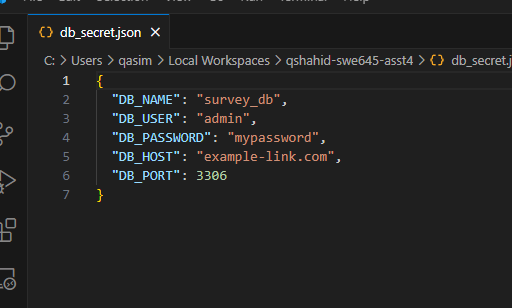 db_secret.json
C: > Users > qasim > Local Workspaces > qshahid-swe645-asst4 > {} db_secret.j
1 {
2 "DB_NAME": "survey_db",
3 "DB_USER": "admin",
4 "DB_PASSWORD": "mypassword",
5 "DB_HOST": "example-link.com",
6 "DB_PORT": 3306
7 }